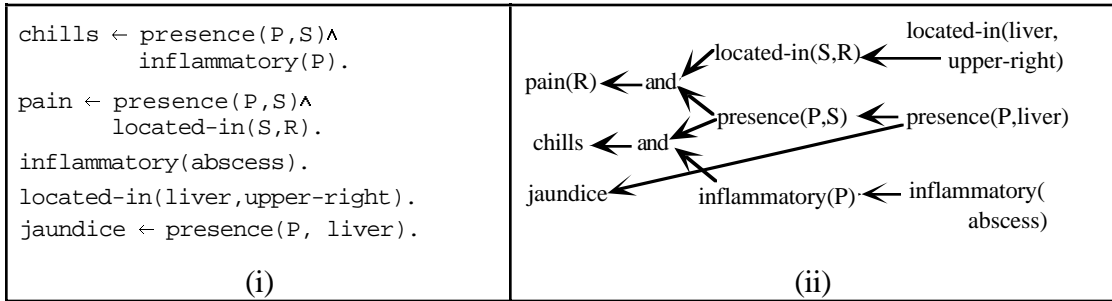 chills ← presence(P,S)∧
inflammatory(P).
pain ← presence(P,S)∧
located-in(S,R).
inflammatory(abscess).
located-in(liver,upper-right).
jaundice ← presence(P, liver).
(i)
located-in(liver,
upper-right)
located-in(S,R)
pain(R) and
presence(P,S) presence(P,liver)
chills and
jaundice
inflammatory(P) inflammatory(
abscess)
(ii)